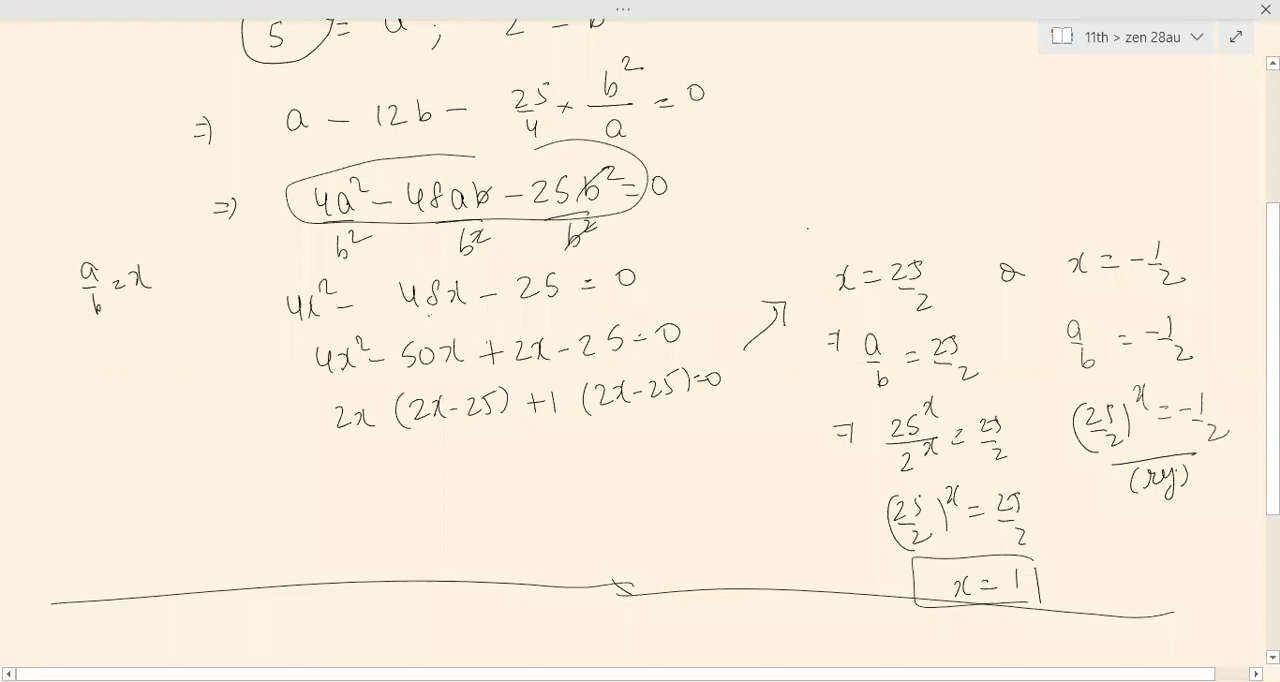 11th > zen 28au
5 = a ; 2 = b
⇒ a - 12b - 25/4 × b²/a = 0
⇒ 4a² - 48ab - 25b² = 0
b² b² b²
a/b = x
4x² - 48x - 25 = 0
4x² - 50x + 2x - 25 = 0
2x (2x - 25) + 1 (2x - 25) = 0
x = 25/2 or x = -1/2
⇒ a/b = 25/2
a/b = -1/2
⇒ 25^x/2^x = 25/2
(25/2)^x = -1/2
(rej)
(25/2)^x = 25/2
x = 1